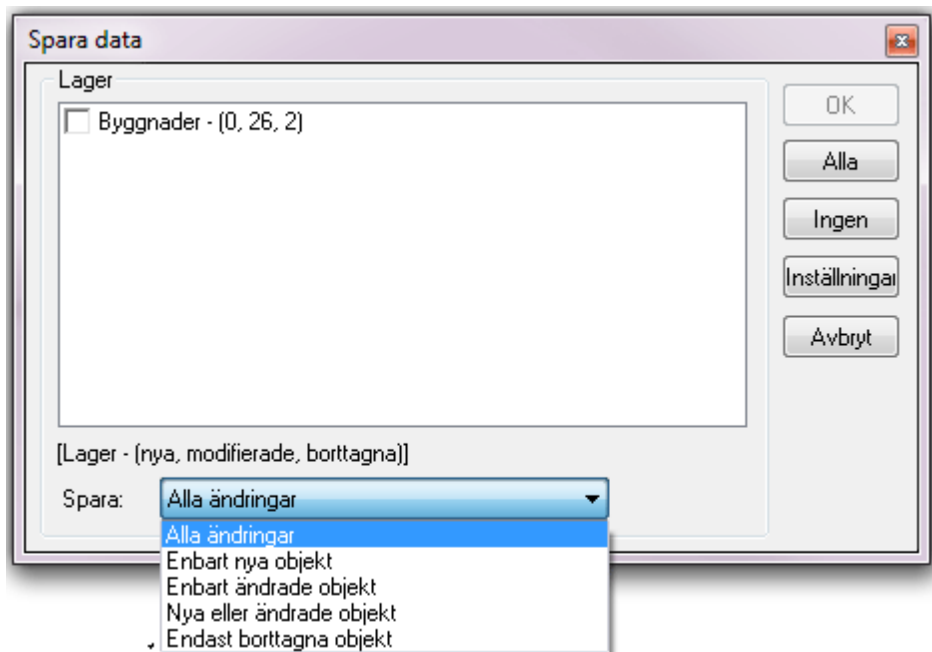 Spara data
Lager
Byggnader - (0, 26, 2)
OK
Alla
Ingen
Inställningar
Avbryt
[Lager - (nya, modifierade, borttagna)]
Spara: Alla ändringar
Alla ändringar
Enbart nya objekt
Enbart ändrade objekt
Nya eller ändrade objekt
Endast borttagna objekt